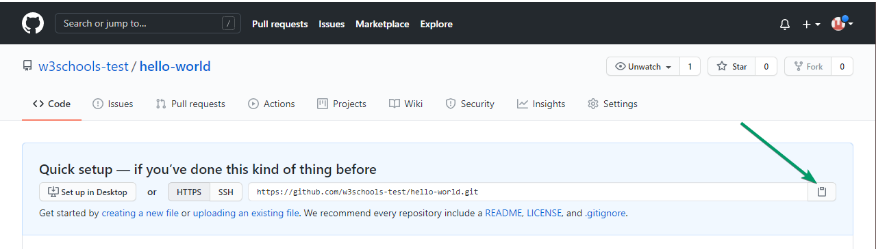 Search or jump to... / Pull requests Issues Marketplace Explore
w3schools-test / hello-world Unwatch 1 Star 0 Fork 0
<> Code Issues Pull requests Actions Projects Wiki Security Insights Settings
Quick setup — if you've done this kind of thing before
Set up in Desktop or HTTPS SSH https://github.com/w3schools-test/hello-world.git
Get started by creating a new file or uploading an existing file. We recommend every repository include a README, LICENSE, and .gitignore.